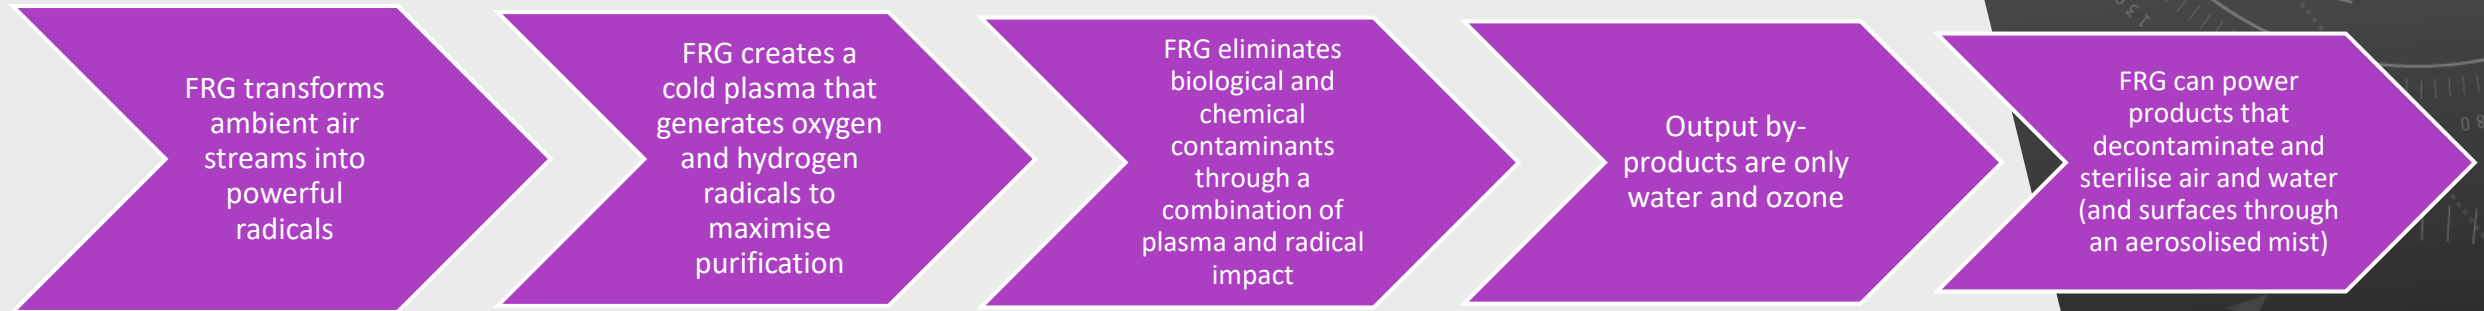 FRG transforms
ambient air
streams into
powerful
radicals
FRG creates a
cold plasma that
generates oxygen
and hydrogen
radicals to
maximise
purification
FRG eliminates
biological and
chemical
contaminants
through a
combination of
plasma and radical
impact
Output by-
products are only
water and ozone
FRG can power
products that
decontaminate and
sterilise air and water
(and surfaces through
an aerosolised mist)
130